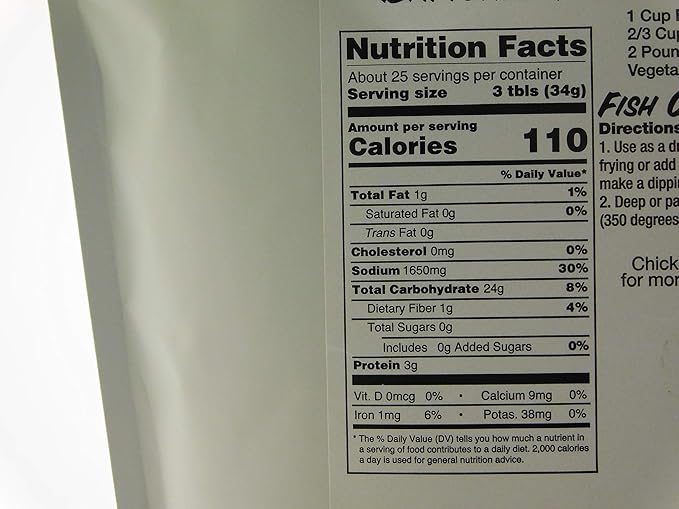 Nutrition Facts
About 25 servings per container
Serving size 3 tbls (34g)
Amount per serving
Calories 110
% Daily Value*
Total Fat 1g 1%
Saturated Fat 0g 0%
Trans Fat 0g
Cholesterol 0mg 0%
Sodium 1650mg 30%
Total Carbohydrate 24g 8%
Dietary Fiber 1g 4%
Total Sugars 0g
Includes 0g Added Sugars 0%
Protein 3g
Vit. D 0mcg 0% • Calcium 9mg 0%
Iron 1mg 6% • Potas. 38mg 0%
* The % Daily Value (DV) tells you how much a nutrient in
a serving of food contributes to a daily diet. 2,000 calories
a day is used for general nutrition advice.
1 Cup
2/3 Cu
2 Poun
Vegeta
FISH
Directions
1. Use as a dr
frying or add
make a dippi
2. Deep or pa
(350 degrees
Chick
for mor